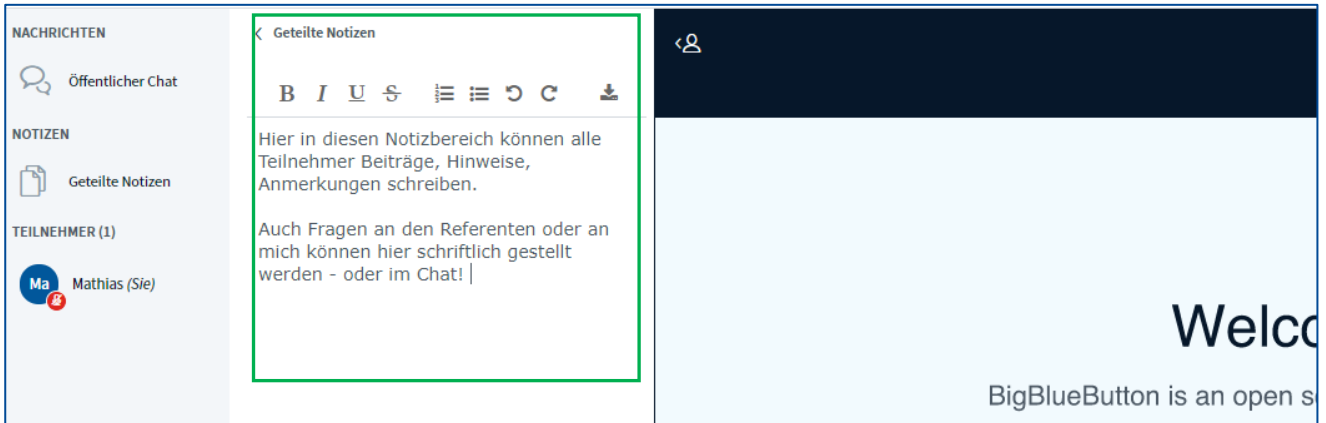 NACHRICHTEN
Öffentlicher Chat
NOTIZEN
Geteilte Notizen
TEILNEHMER (1)
Ma
Mathias (Sie)
Geteilte Notizen
B I U S
Hier in diesen Notizbereich können alle
Teilnehmer Beiträge, Hinweise,
Anmerkungen schreiben.
Auch Fragen an den Referenten oder an
mich können hier schriftlich gestellt
werden - oder im Chat!
Welco
BigBlueButton is an open s